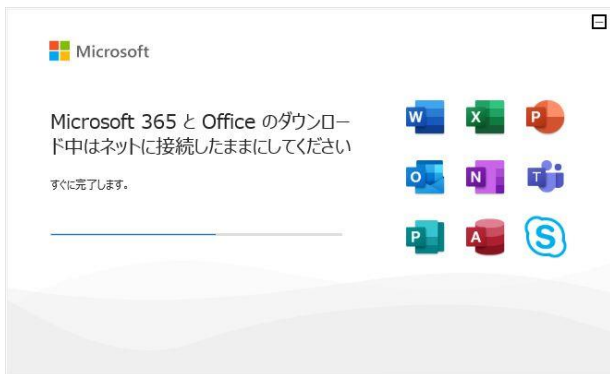 Microsoft
Microsoft 365 と Office のダウンロー
ド中はネットに接続したままにしてください
すぐに完了します。
W X P
O N T
P A S